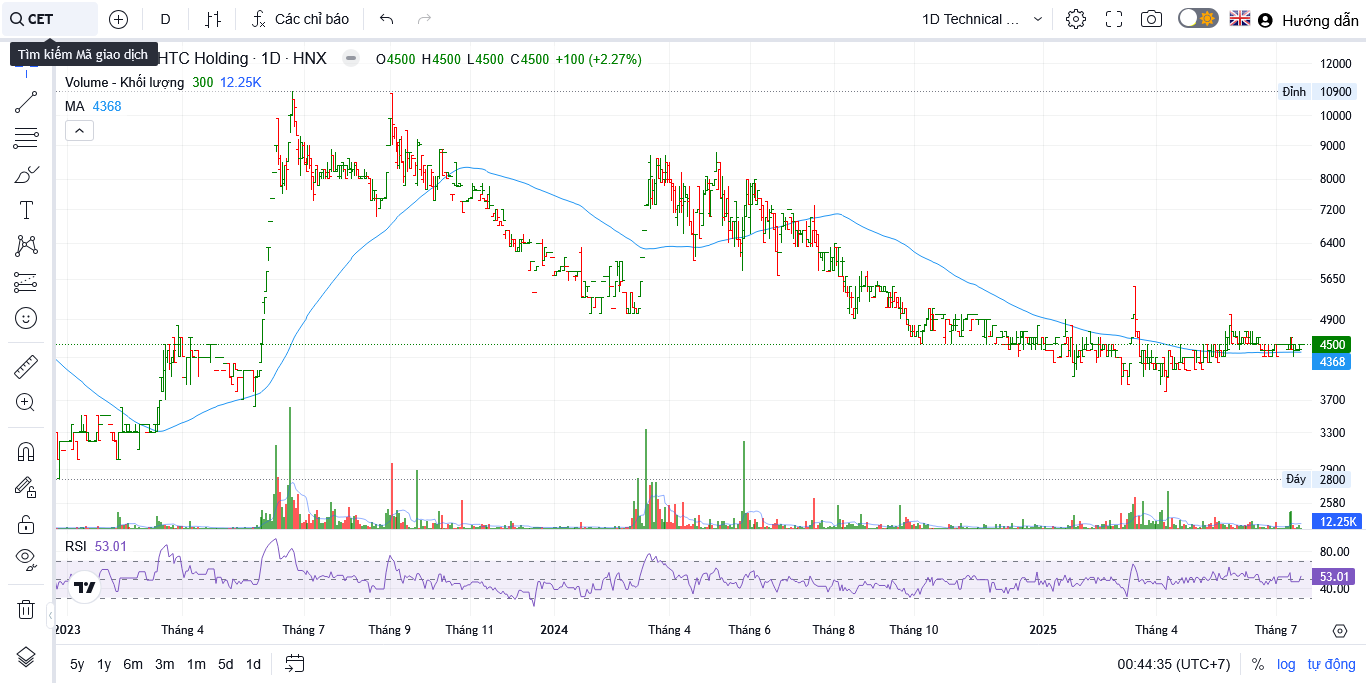 CET
D
Các chỉ báo
1D Technical ...
Hướng dẫn
Tìm kiếm Mã giao dịch
HTC Holding · 1D · HNX
O4500 H4500 L4500 C4500 +100 (+2.27%)
Volume - Khối lượng 300 12.25K
MA 4368
12000
Đỉnh 10900
10000
9000
8000
7200
6400
5650
4900
4500
4368
3700
3300
2900
Đáy 2800
2580
12.25K
RSI 53.01
80.00
53.01
40.00
2023 Tháng 4 Tháng 7 Tháng 9 Tháng 11 2024 Tháng 4 Tháng 6 Tháng 8 Tháng 10 2025 Tháng 4 Tháng 7
5y 1y 6m 3m 1m 5d 1d
00:44:35 (UTC+7) % log tự động